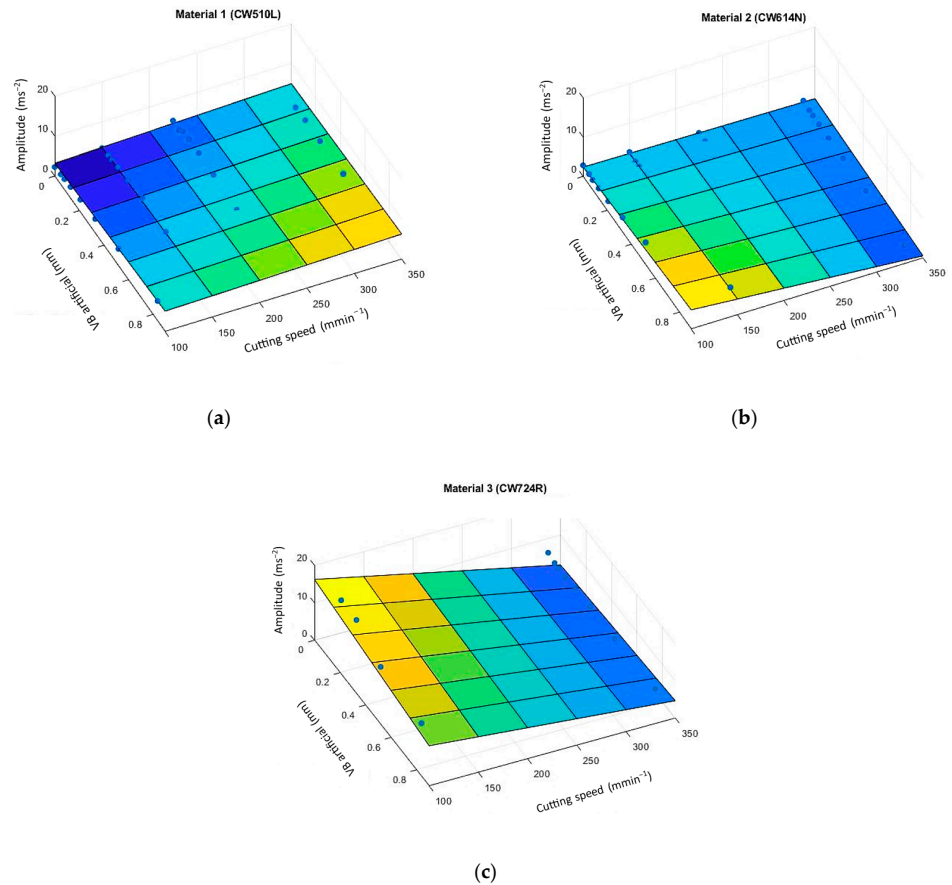 Material 1 (CW510L)
Amplitude (ms⁻²)
20
10
0
0
0.2
0.4
0.6
0.8
VB artificial (mm)
100
150
200
250
300
350
Cutting speed (mmin⁻¹)
(a)
Material 2 (CW614N)
Amplitude (ms⁻²)
20
10
0
0
0.2
0.4
0.6
0.8
VB artificial (mm)
100
150
200
250
300
350
Cutting speed (mmin⁻¹)
(b)
Material 3 (CW724R)
Amplitude (ms⁻²)
20
10
0
0
0.2
0.4
0.6
0.8
VB artificial (mm)
100
150
200
250
300
350
Cutting speed (mmin⁻¹)
(c)